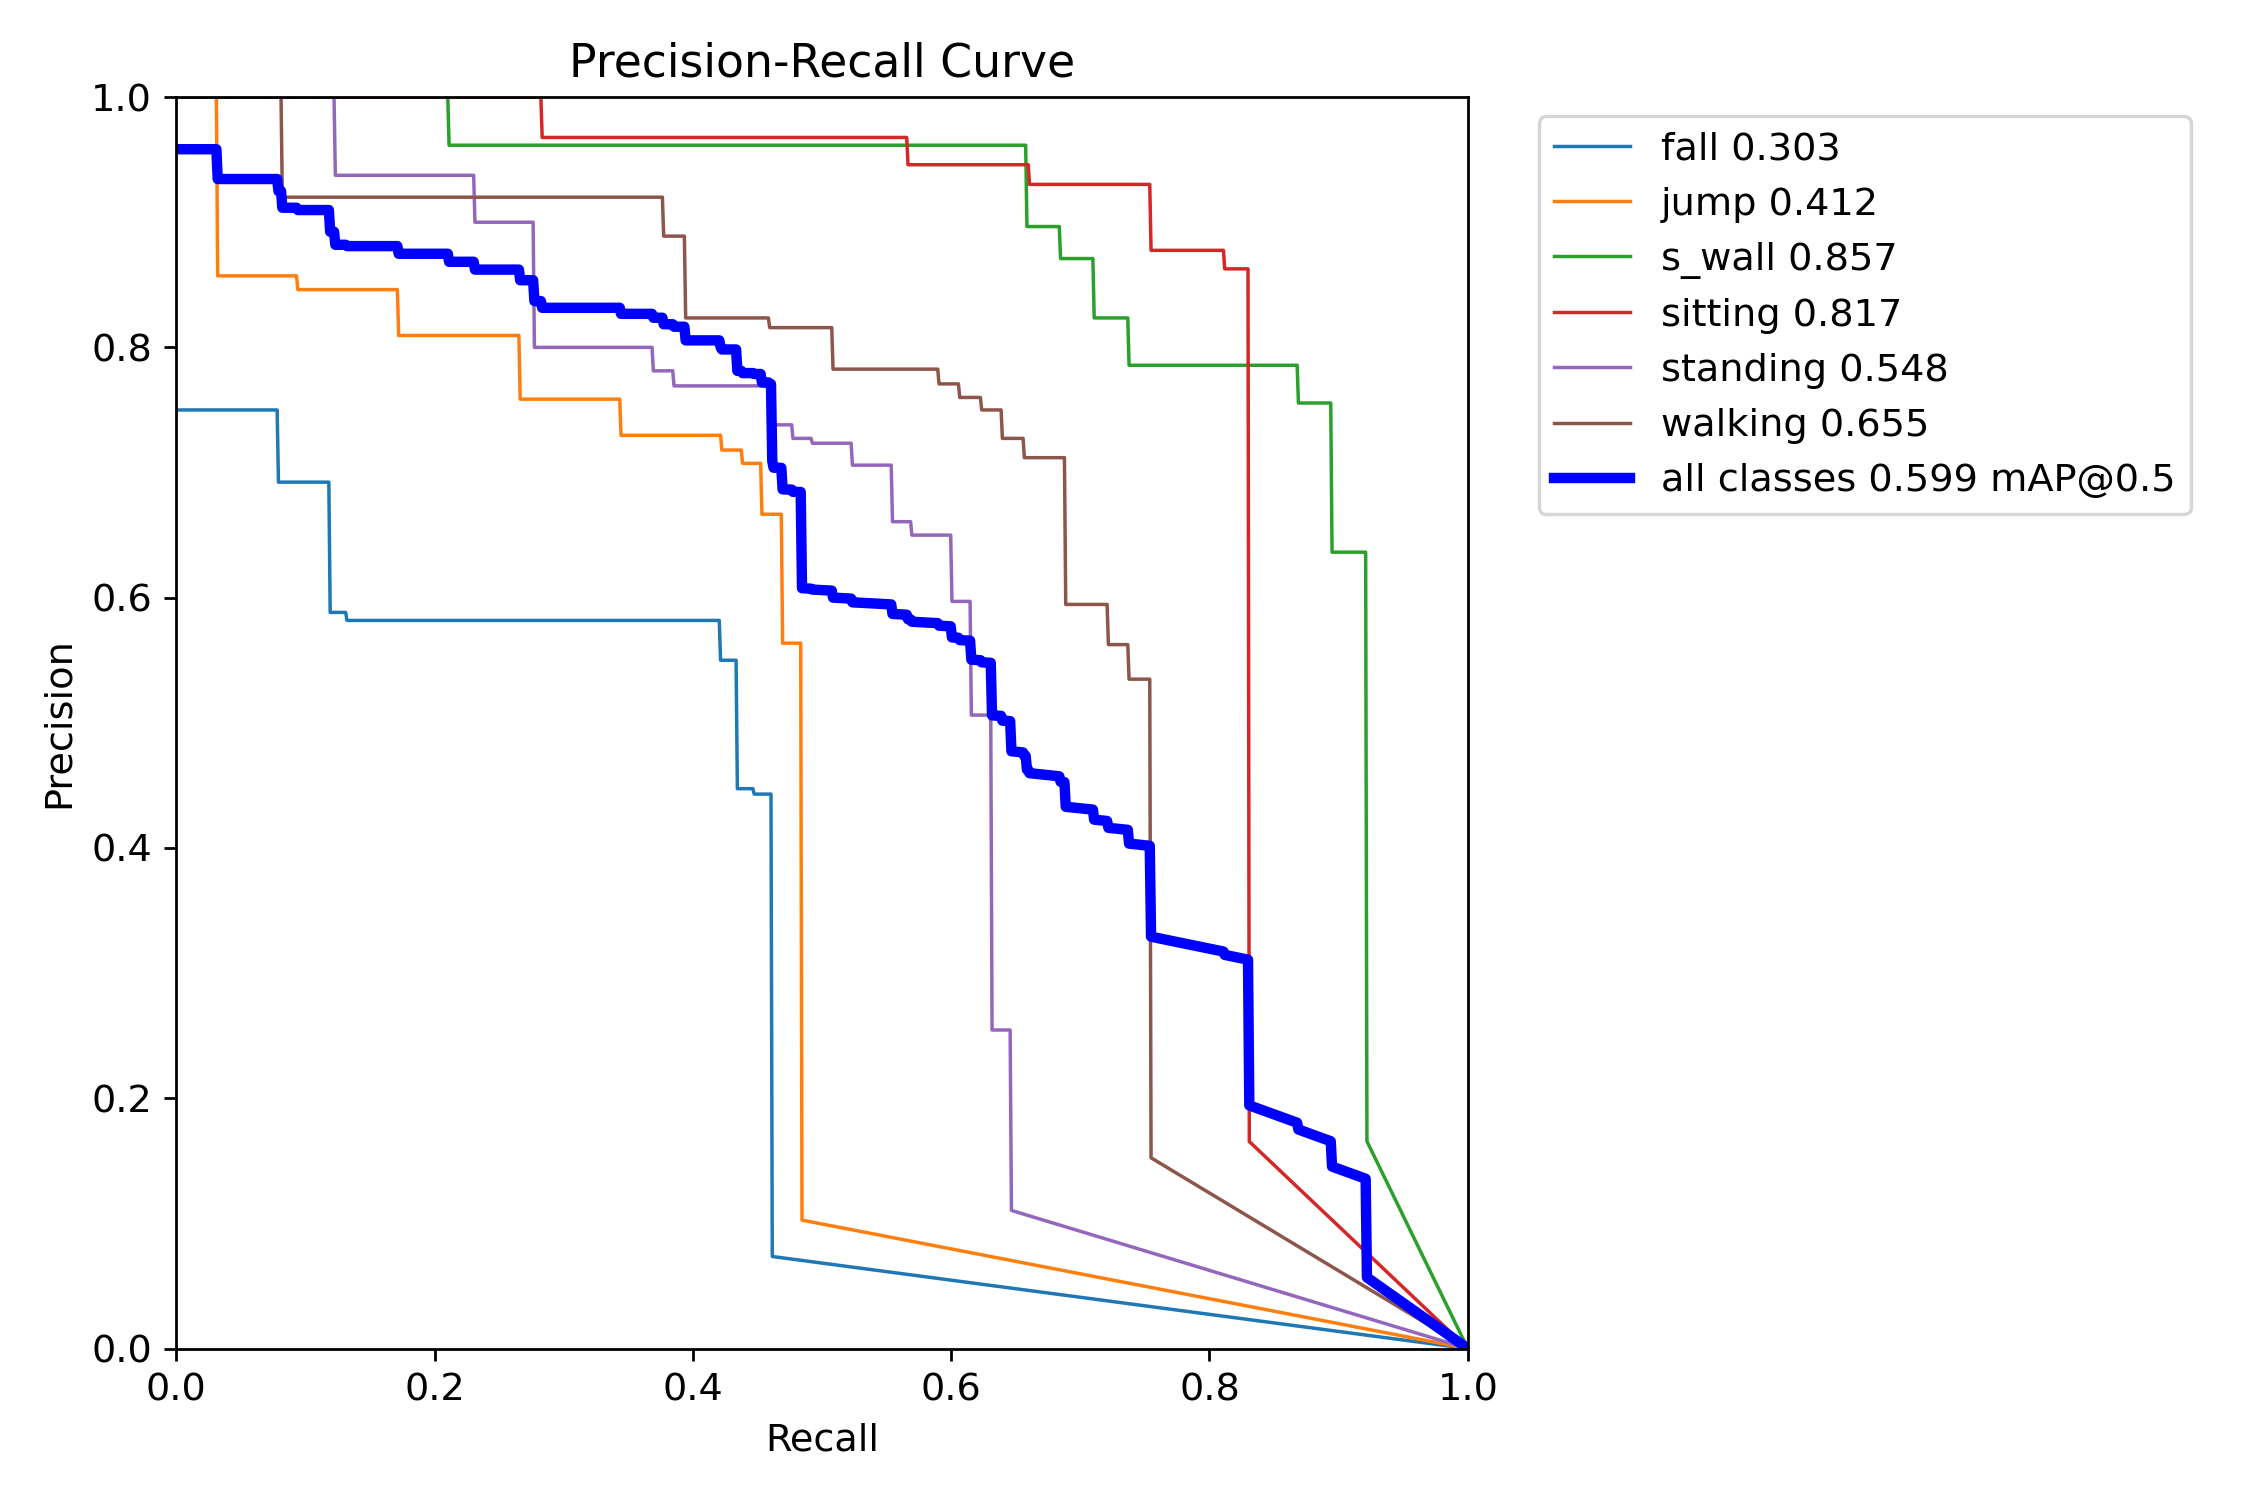 Precision-Recall Curve
1.0
0.8
0.6
0.4
0.2
0.0
Precision
0.0 0.2 0.4 0.6 0.8 1.0
Recall
fall 0.303
jump 0.412
s_wall 0.857
sitting 0.817
standing 0.548
walking 0.655
all classes 0.599 mAP@0.5